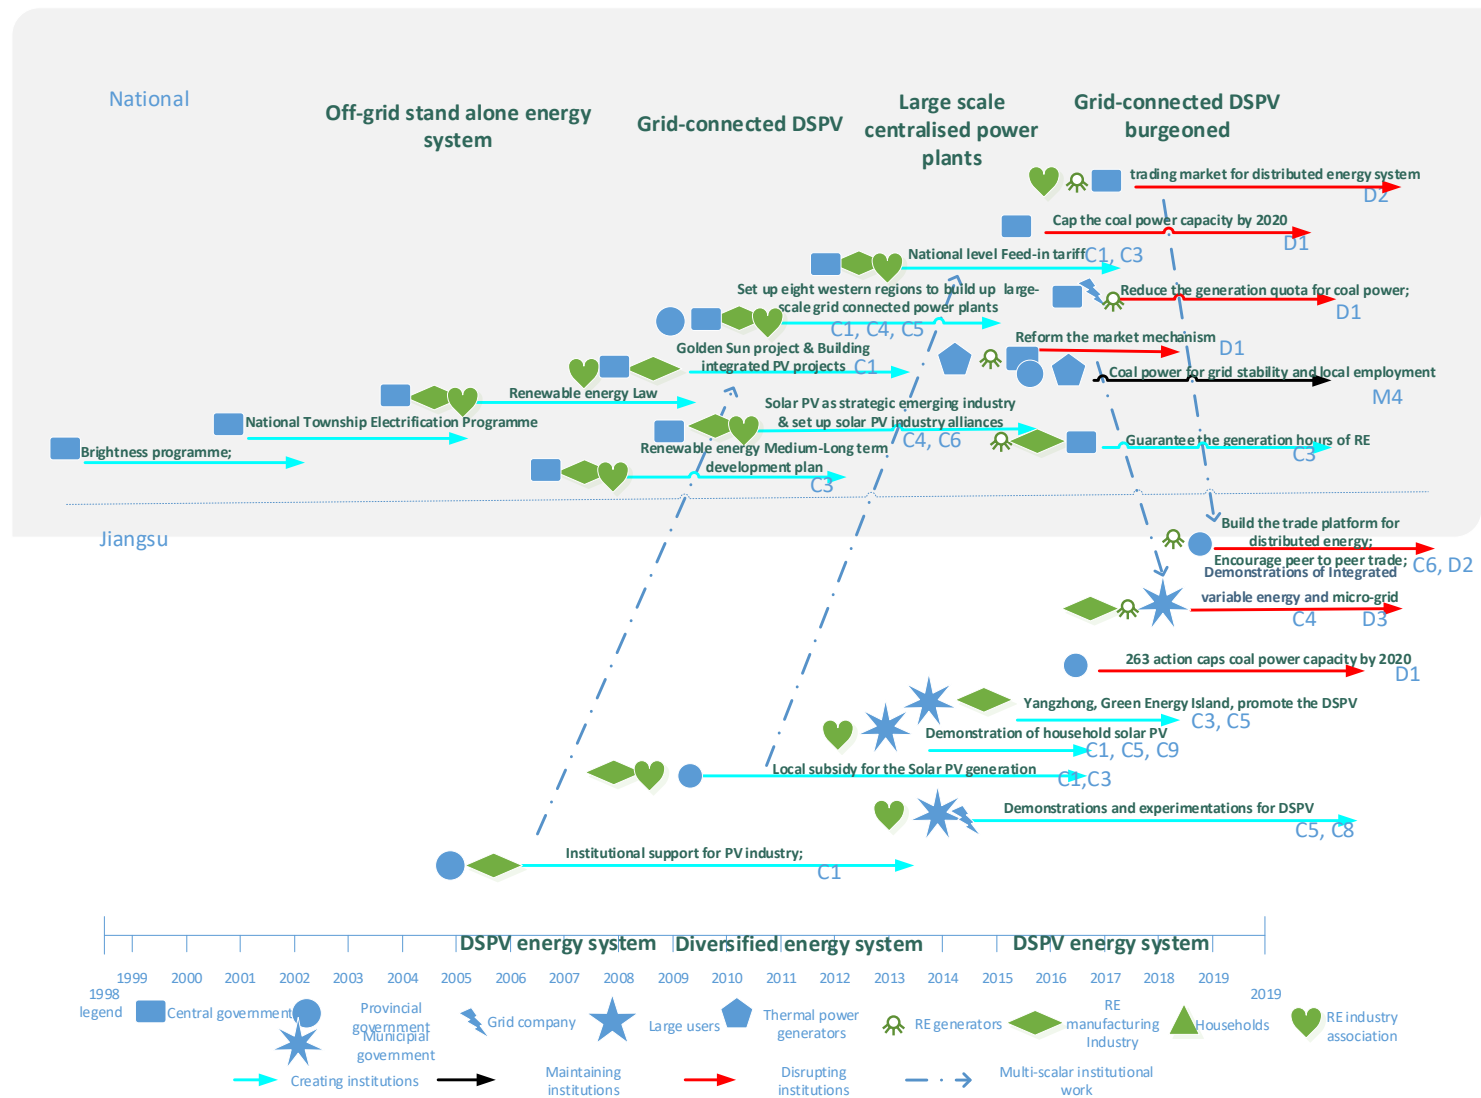 National
Off-grid stand alone energy
system
Grid-connected DSPV
Large scale
centralised power
plants
Grid-connected DSPV
burgeoned
trading market for distributed energy system
D2
Cap the coal power capacity by 2020
D1
National level Feed-in tariff
C1, C3
Set up eight western regions to build up large-
scale grid connected power plants
C1, C4, C5
Reduce the generation quota for coal power;
D1
Reform the market mechanism
D1
Golden Sun project & Building
integrated PV projects
C1
Coal power for grid stability and local employment
M4
Renewable energy Law
Solar PV as strategic emerging industry
& set up solar PV industry alliances
C4, C6
National Township Electrification Programme
Guarantee the generation hours of RE
C3
Brightness programme;
Renewable energy Medium-Long term
development plan
C3
Jiangsu
Build the trade platform for
distributed energy;
Encourage peer to peer trade;
C6, D2
Demonstrations of Integrated
variable energy and micro-grid
C4
D3
263 action caps coal power capacity by 2020
D1
Yangzhong, Green Energy Island, promote the DSPV
C3, C5
Demonstration of household solar PV
C1, C5, C9
Local subsidy for the Solar PV generation
C1,C3
Demonstrations and experimentations for DSPV
C5, C8
Institutional support for PV industry;
C1
DSPV energy system
Diversified energy system
DSPV energy system
1999 2000 2001 2002 2003 2004 2005 2006 2007 2008 2009 2010 2011 2012 2013 2014 2015 2016 2017 2018 2019
1998
2019
legend
Central government
Provincial
government
Municipial
government
Grid company
Large users
Thermal power
generators
RE generators
RE
manufacturing
Industry
Households
RE industry
association
Creating institutions
Maintaining
institutions
Disrupting
institutions
Multi-scalar institutional
work